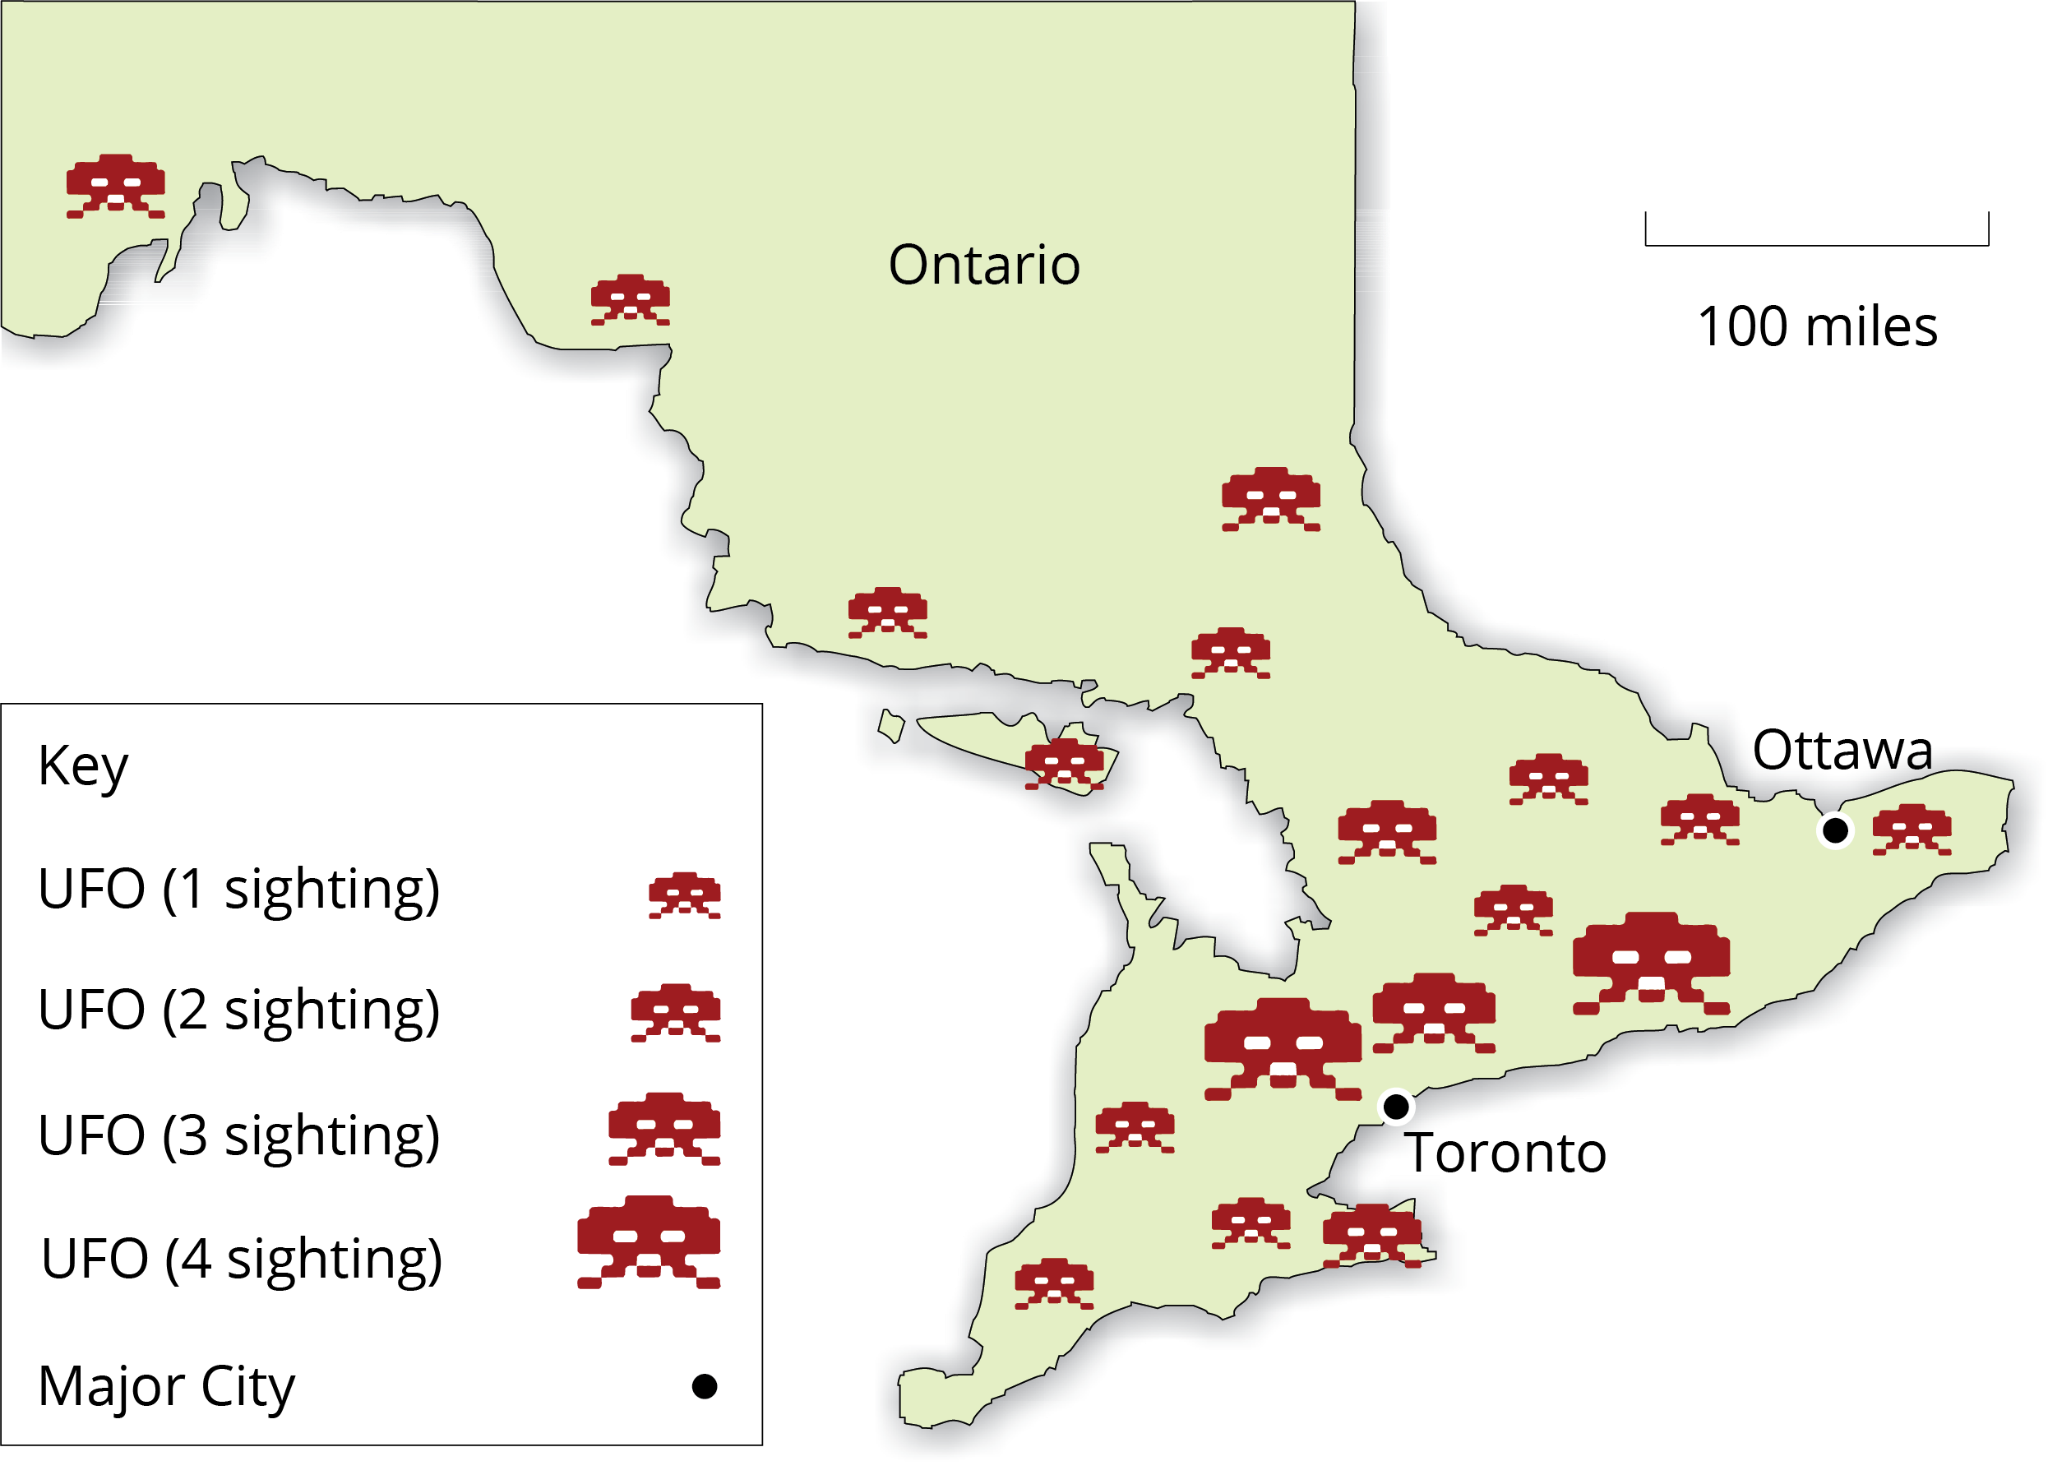 Ontario
100 miles
Ottawa
Toronto
Key
UFO (1 sighting)
UFO (2 sighting)
UFO (3 sighting)
UFO (4 sighting)
Major City